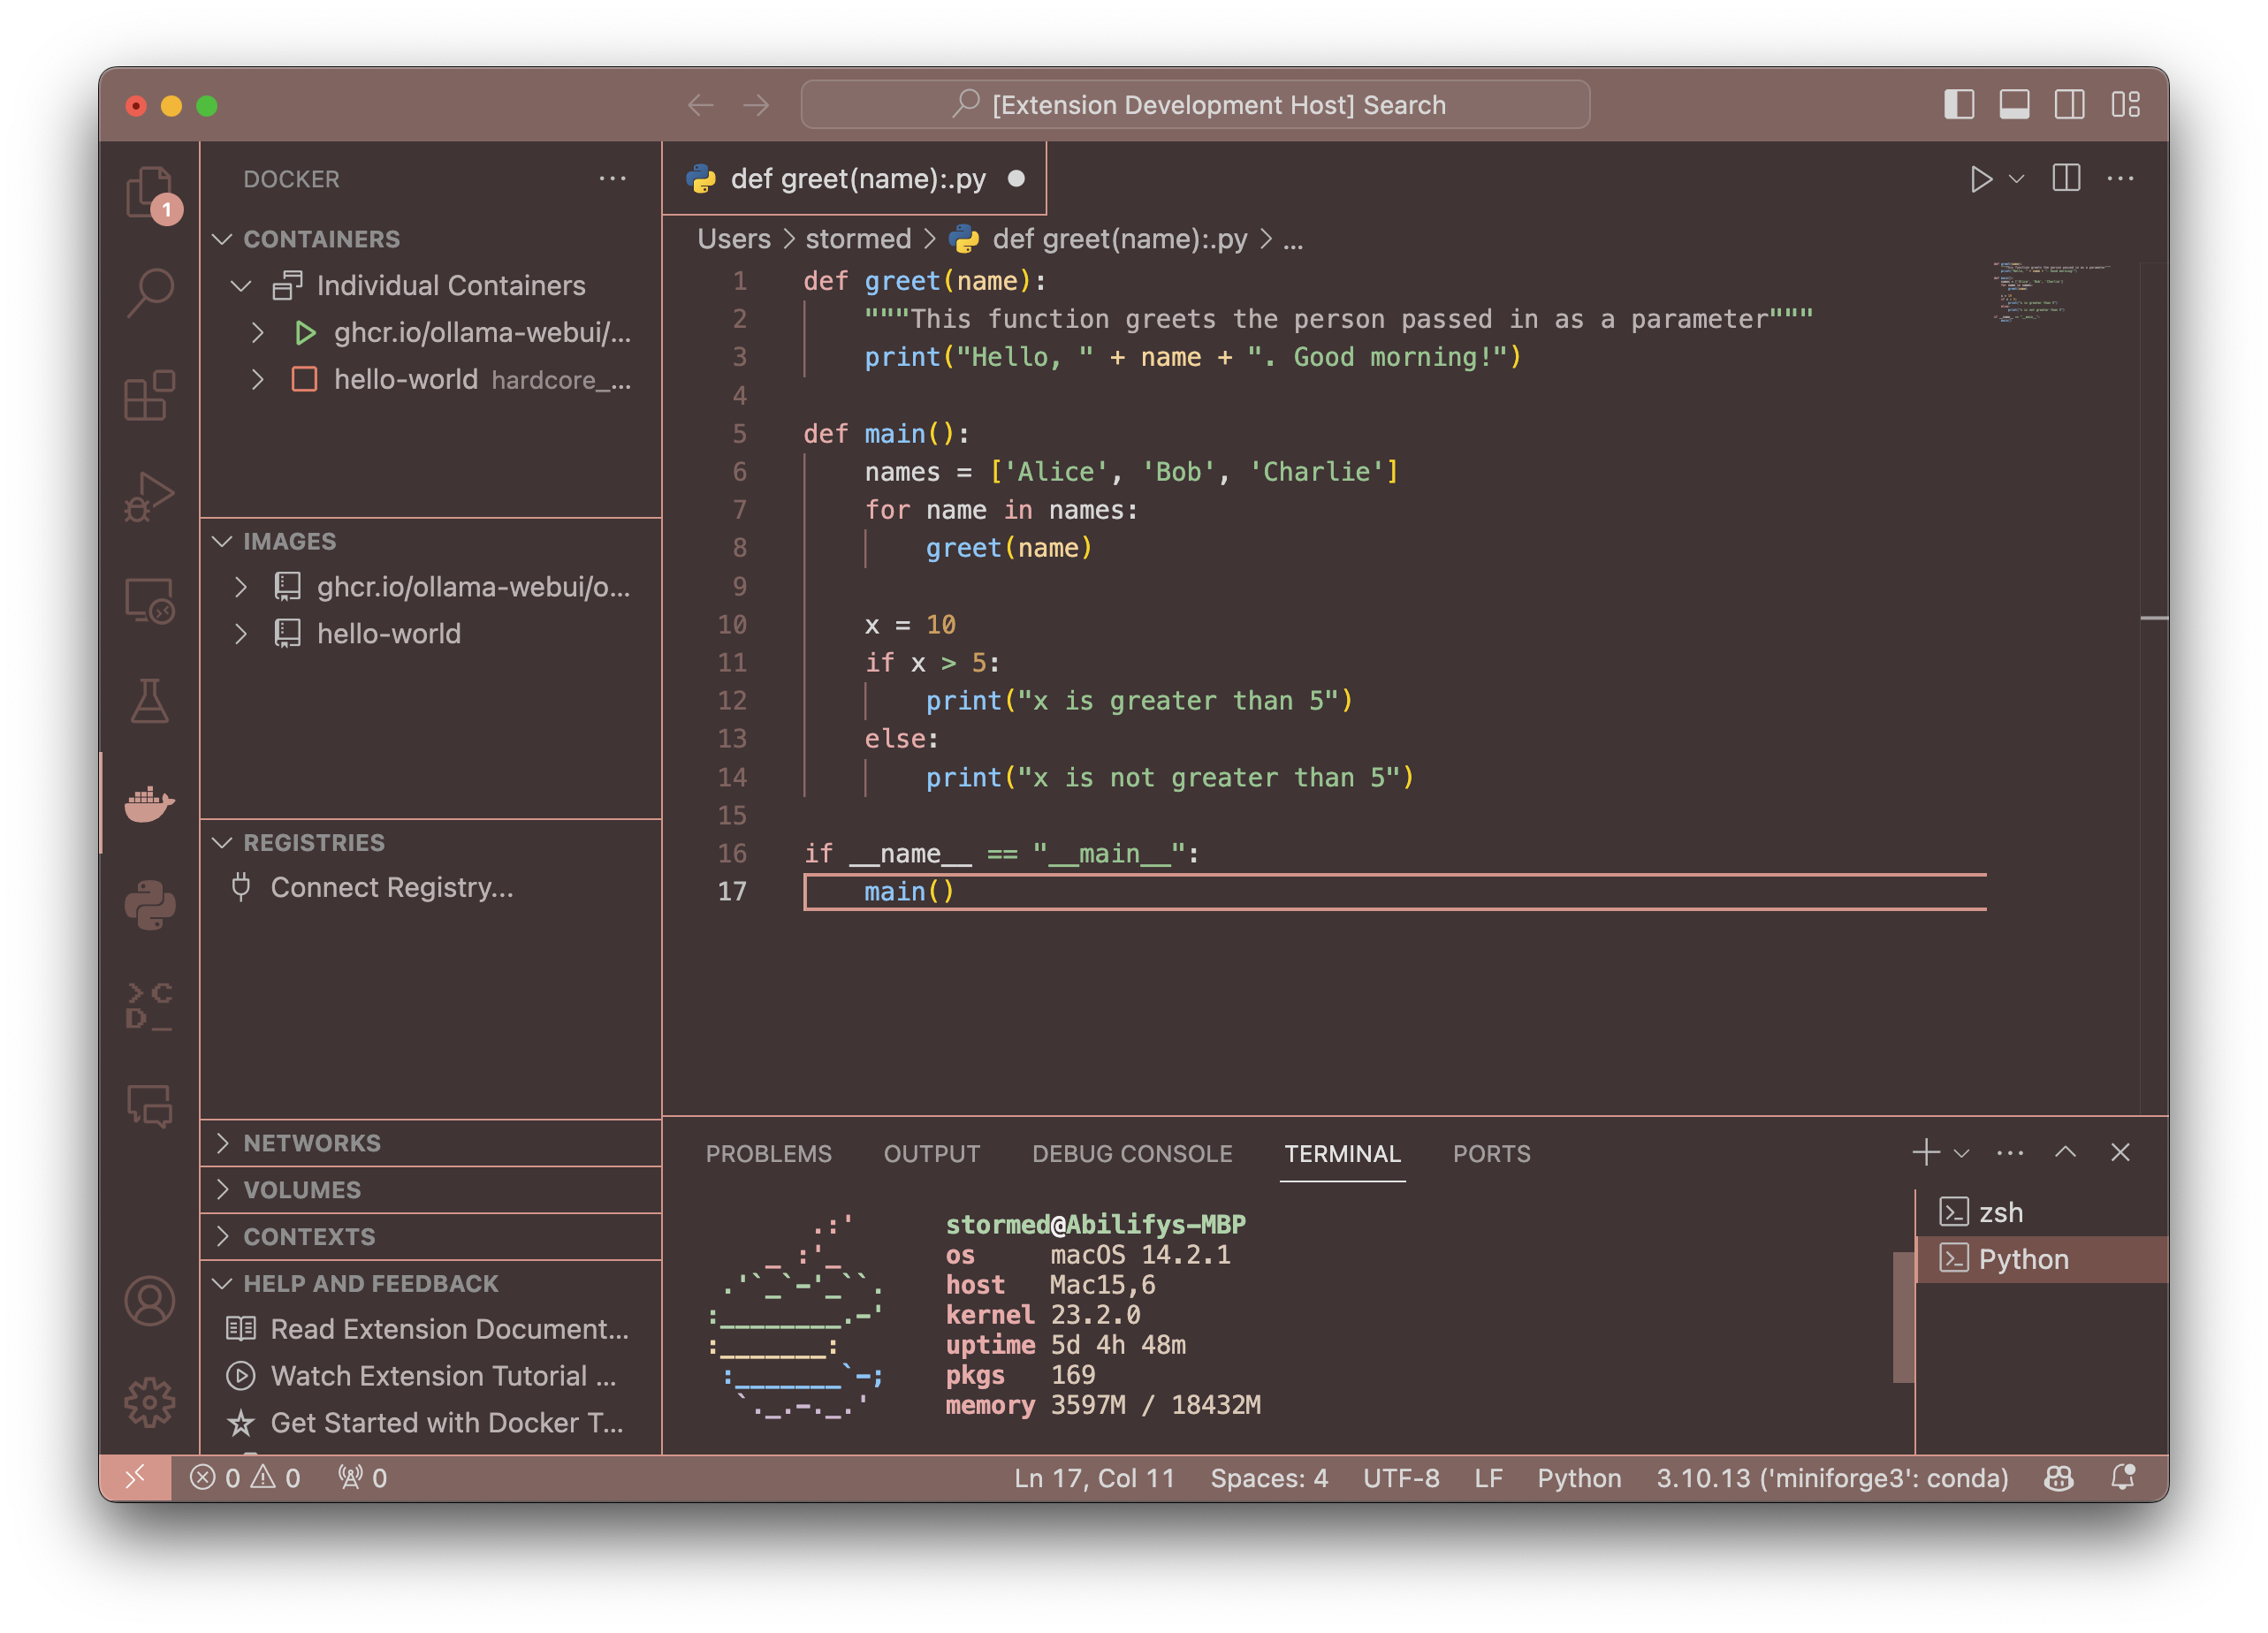 [Extension Development Host] Search
1
DOCKER
CONTAINERS
Individual Containers
ghcr.io/ollama-webui/...
hello-world hardcore_...
IMAGES
ghcr.io/ollama-webui/o...
hello-world
REGISTRIES
Connect Registry...
NETWORKS
VOLUMES
CONTEXTS
HELP AND FEEDBACK
Read Extension Document...
Watch Extension Tutorial ...
Get Started with Docker T...
def greet(name):.py
Users > stormed > def greet(name):.py > ...
1 def greet(name):
2     """This function greets the person passed in as a parameter"""
3     print("Hello, " + name + ". Good morning!")
4
5 def main():
6     names = ['Alice', 'Bob', 'Charlie']
7     for name in names:
8         greet(name)
9
10     x = 10
11     if x > 5:
12         print("x is greater than 5")
13     else:
14         print("x is not greater than 5")
15
16 if __name__ == "__main__":
17     main()
PROBLEMS OUTPUT DEBUG CONSOLE TERMINAL PORTS
stormed@Abilifys-MBP
os macOS 14.2.1
host Mac15,6
kernel 23.2.0
uptime 5d 4h 48m
pkgs 169
memory 3597M / 18432M
zsh
Python
0 0 0 Ln 17, Col 11 Spaces: 4 UTF-8 LF Python 3.10.13 ('miniforge3': conda)